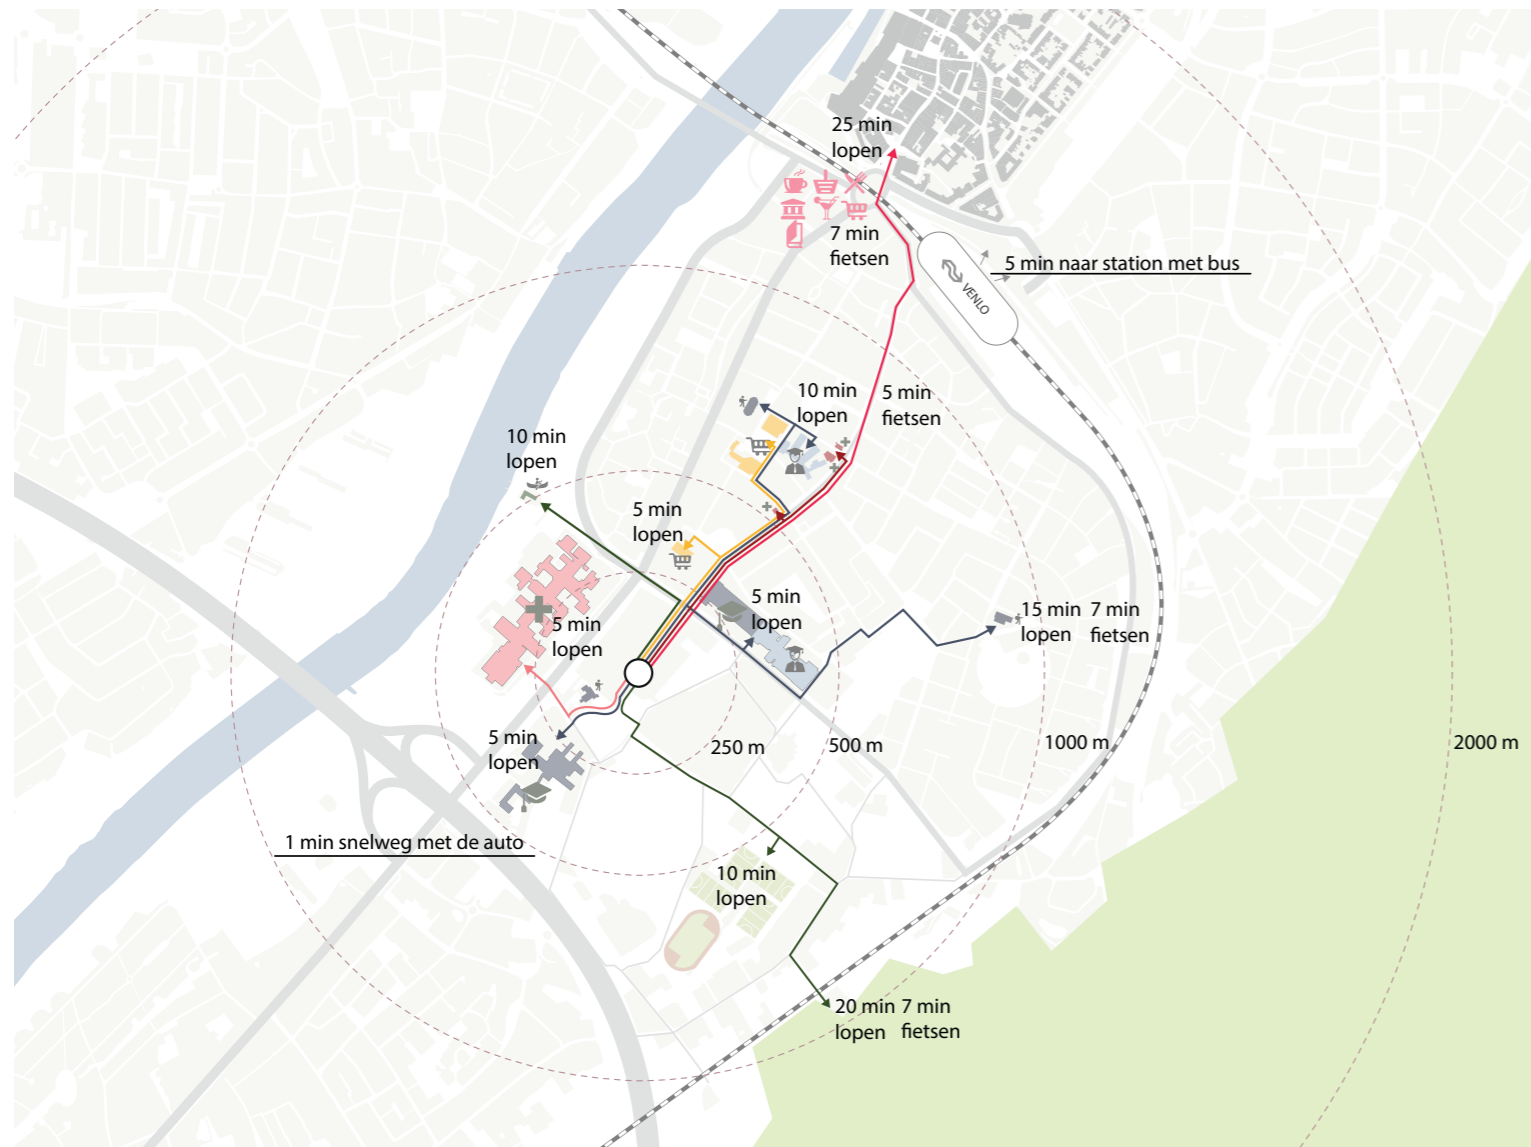 25 min
lopen
7 min
fietsen
5 min naar station met bus
VENLO
10 min
lopen
5 min
fietsen
10 min
lopen
5 min
lopen
5 min
lopen
5 min
lopen
15 min 7 min
lopen fietsen
5 min
lopen
250 m
500 m
1000 m
2000 m
1 min snelweg met de auto
10 min
lopen
20 min 7 min
lopen fietsen